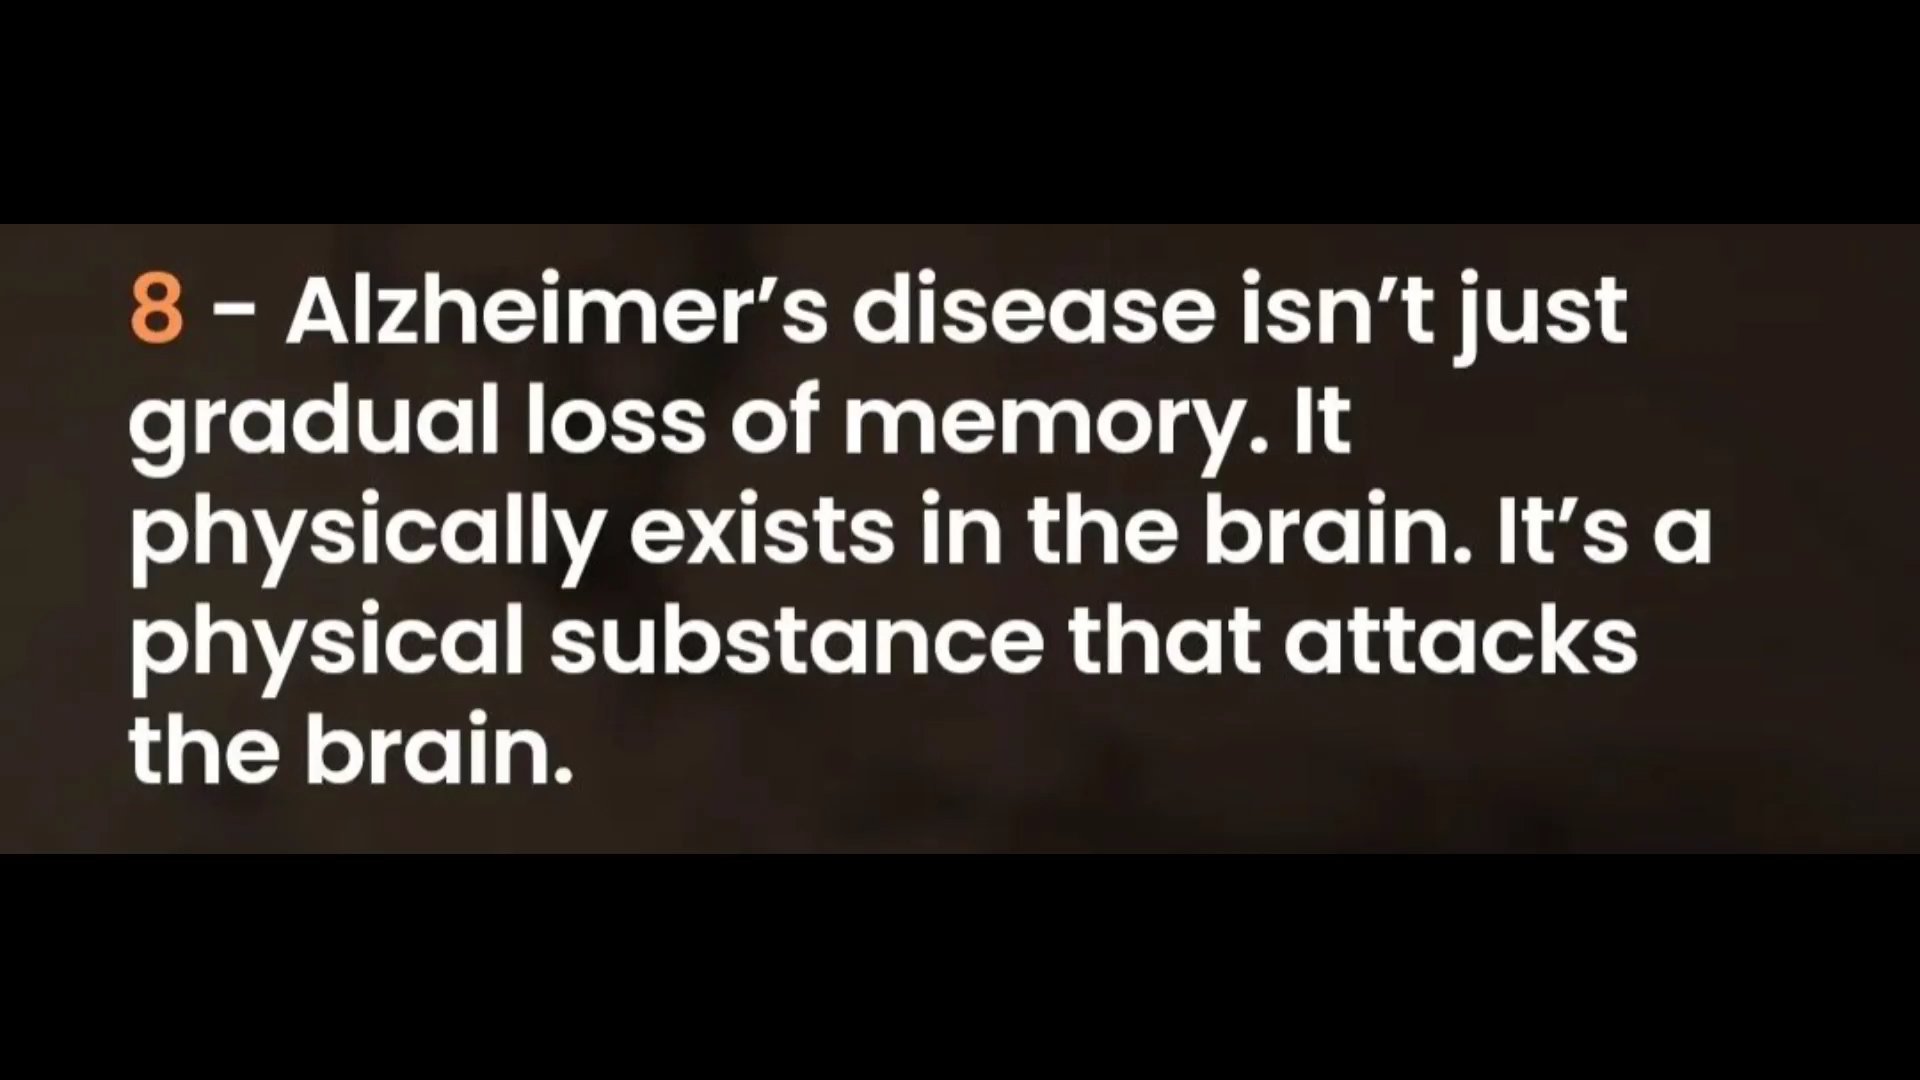 8 - Alzheimer’s disease isn’t just
gradual loss of memory. It
physically exists in the brain. It’s a
physical substance that attacks
the brain.